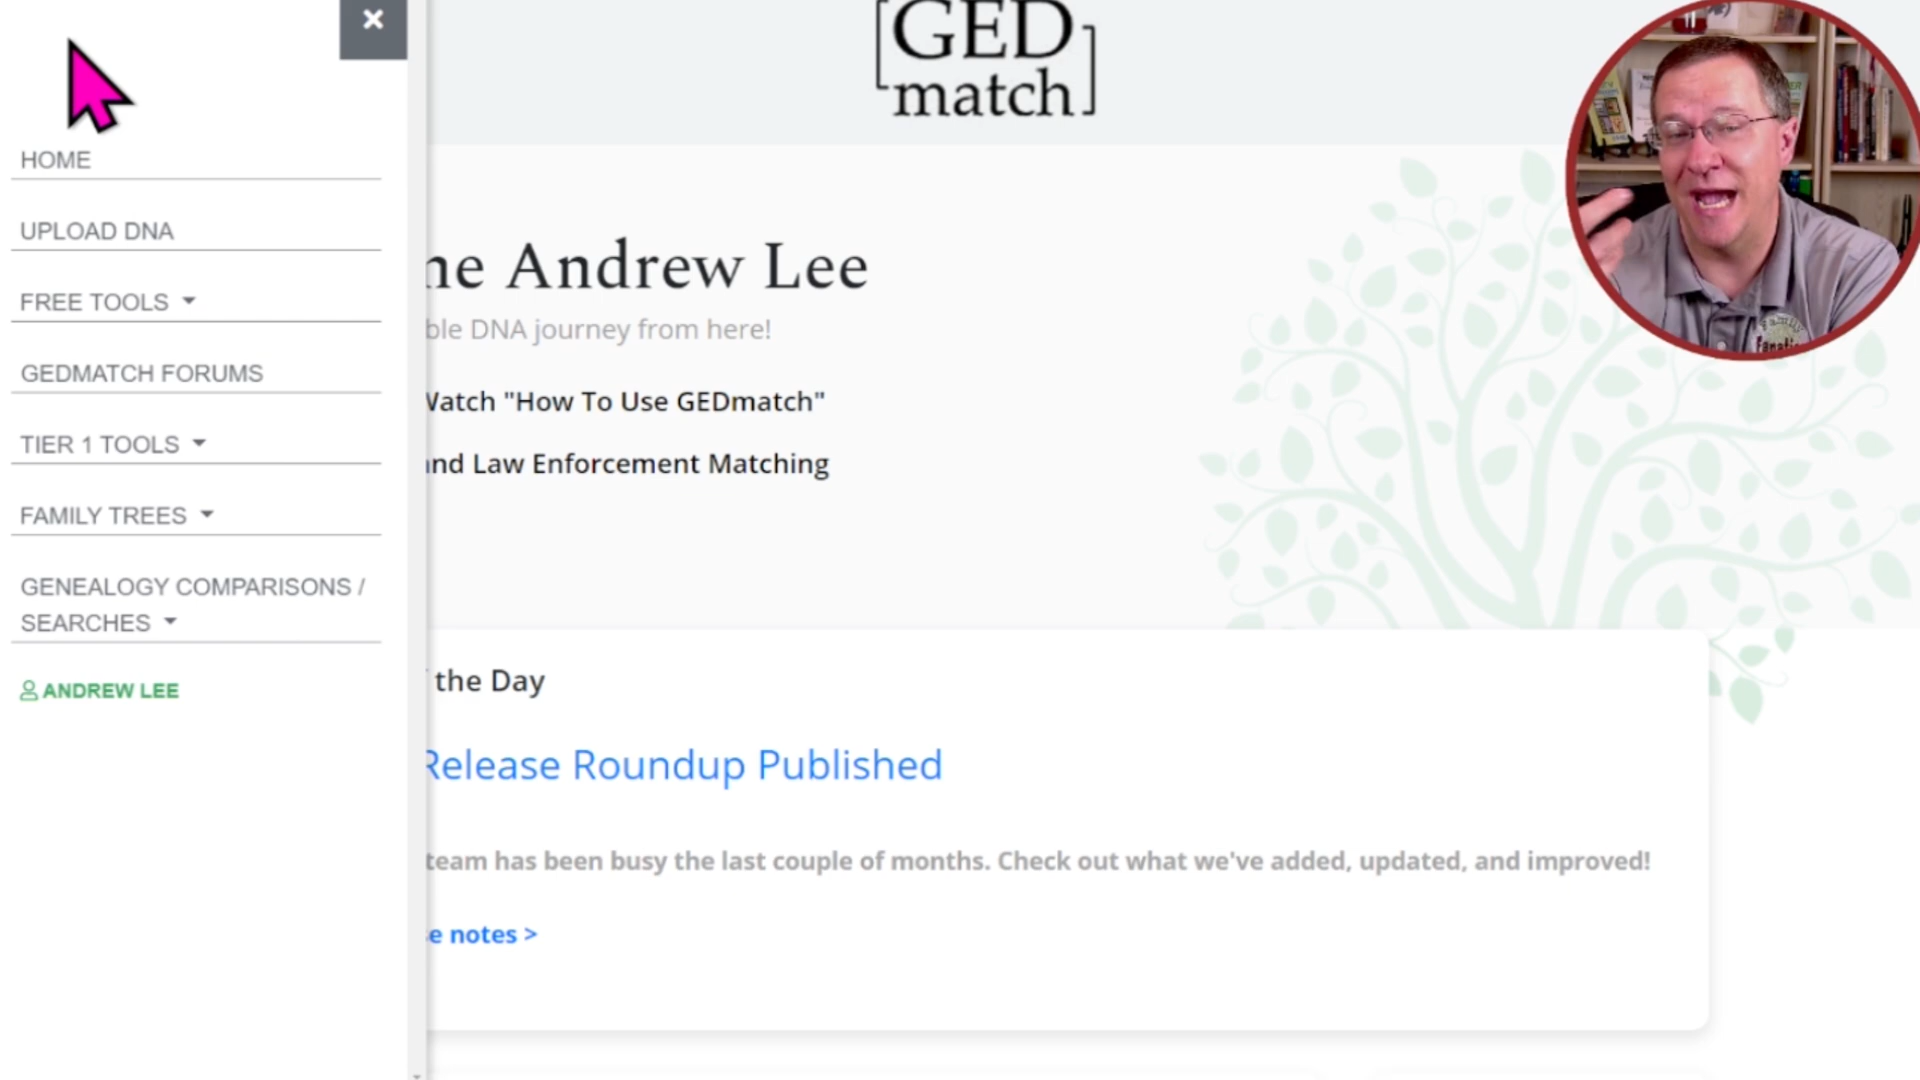 GED
match
HOME
UPLOAD DNA
FREE TOOLS
GEDMATCH FORUMS
TIER 1 TOOLS
FAMILY TREES
GENEALOGY COMPARISONS /
SEARCHES
ANDREW LEE
ne Andrew Lee
ble DNA journey from here!
Watch "How To Use GEDmatch"
nd Law Enforcement Matching
the Day
Release Roundup Published
team has been busy the last couple of months. Check out what we've added, updated, and improved!
e notes >
Family